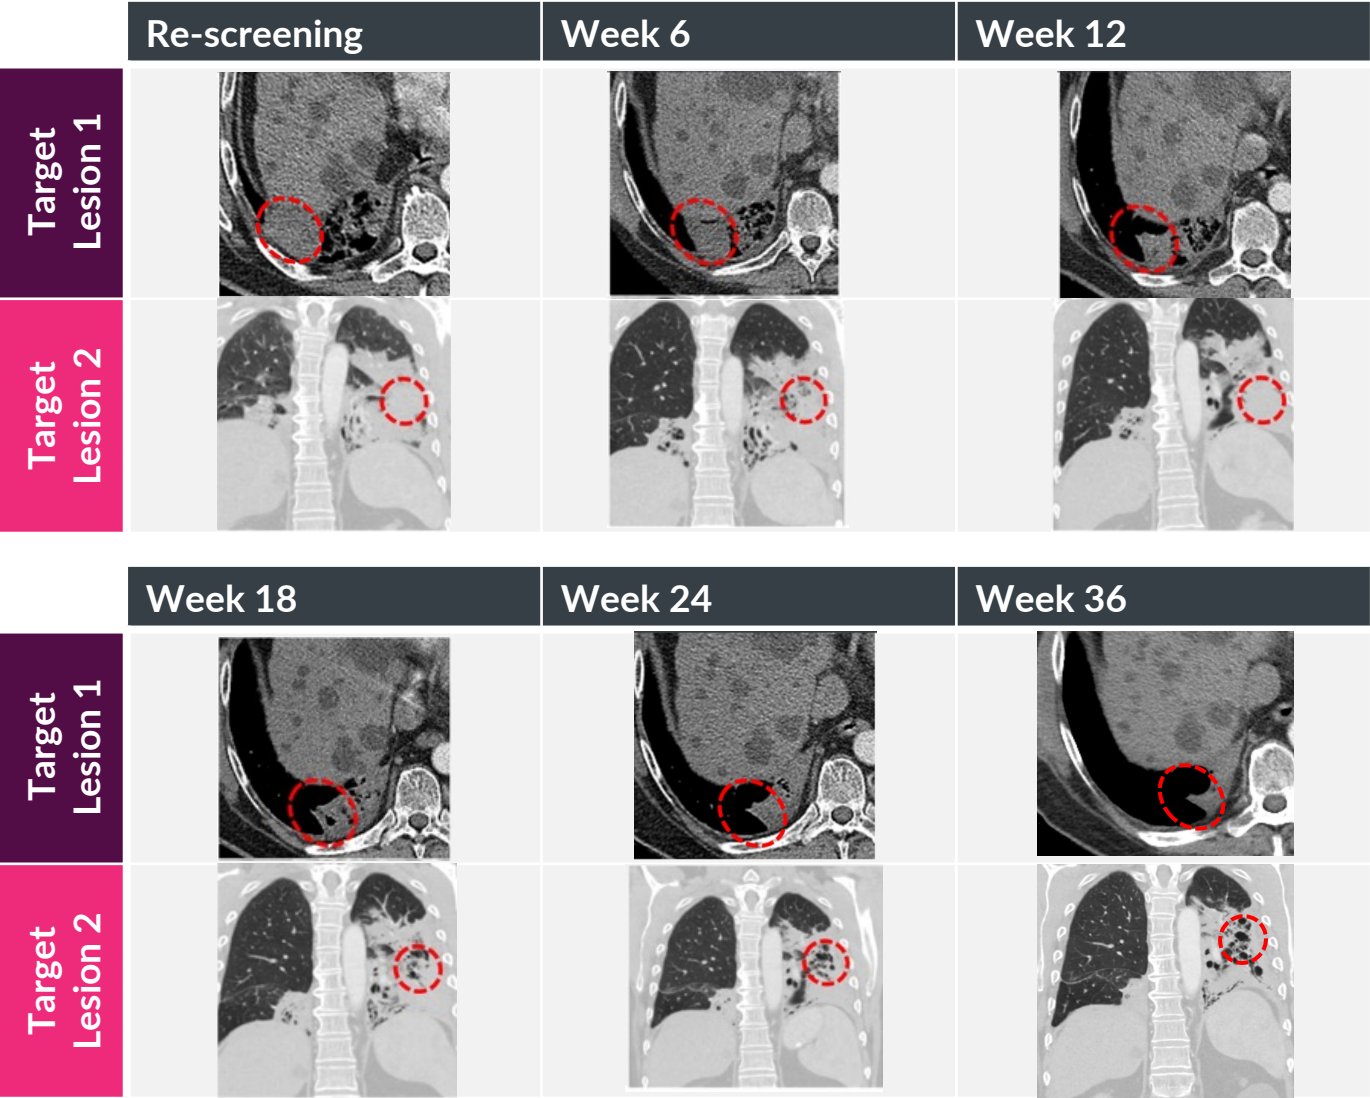 Re-screening
Week 6
Week 12
Target
Lesion 1
Target
Lesion 2
Week 18
Week 24
Week 36
Target
Lesion 1
Target
Lesion 2